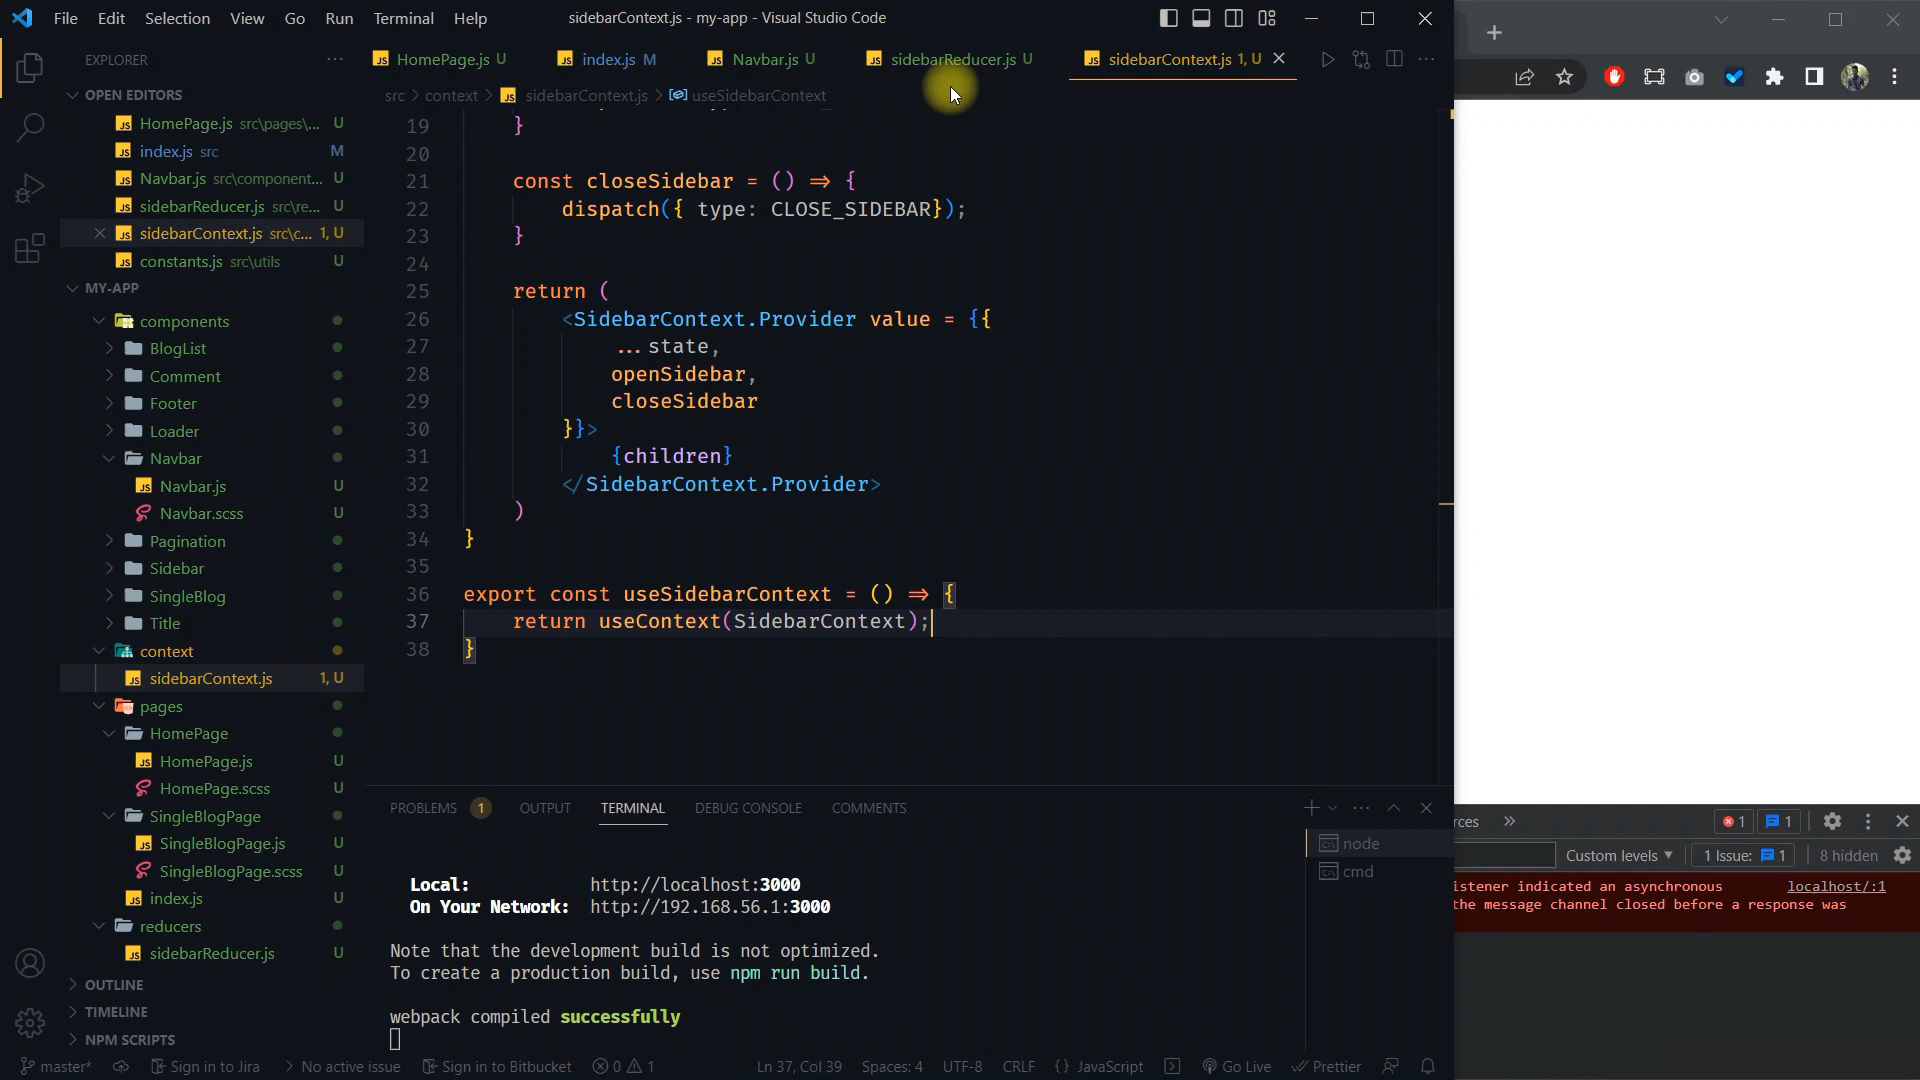 File Edit Selection View Go Run Terminal Help sidebarContext.js - my-app - Visual Studio Code
EXPLORER
HomePage.js U index.js M Navbar.js U sidebarReducer.js U sidebarContext.js 1, U
src > context > sidebarContext.js > useSidebarContext
OPEN EDITORS
HomePage.js src\pages\... U
index.js src M
Navbar.js src\component... U
sidebarReducer.js src\re... U
sidebarContext.js src\c... 1, U
constants.js src\utils U
MY-APP
components
BlogList
Comment
Footer
Loader
Navbar
Navbar.js U
Navbar.scss U
Pagination
Sidebar
SingleBlog
Title
context
sidebarContext.js 1, U
pages
HomePage
HomePage.js U
HomePage.scss U
SingleBlogPage
SingleBlogPage.js U
SingleBlogPage.scss U
index.js U
reducers
sidebarReducer.js U
OUTLINE
TIMELINE
NPM SCRIPTS
19 }
20
21 const closeSidebar = () => {
22 dispatch({ type: CLOSE_SIDEBAR});
23 }
24
25 return (
26 <SidebarContext.Provider value = {{
27 ...state,
28 openSidebar,
29 closeSidebar
30 }}>
31 {children}
32 </SidebarContext.Provider>
33 )
34 }
35
36 export const useSidebarContext = () => {
37 return useContext(SidebarContext);
38 }
PROBLEMS 1 OUTPUT TERMINAL DEBUG CONSOLE COMMENTS
node
cmd
Local: http://localhost:3000
On Your Network: http://192.168.56.1:3000
Note that the development build is not optimized.
To create a production build, use npm run build.
webpack compiled successfully
master* Sign in to Jira No active issue Sign in to Bitbucket 0 1 Ln 37, Col 39 Spaces: 4 UTF-8 CRLF {} JavaScript Go Live Prettier
rces » 1 1
Custom levels 1 Issue: 1 8 hidden
istener indicated an asynchronous localhost/:1
the message channel closed before a response was